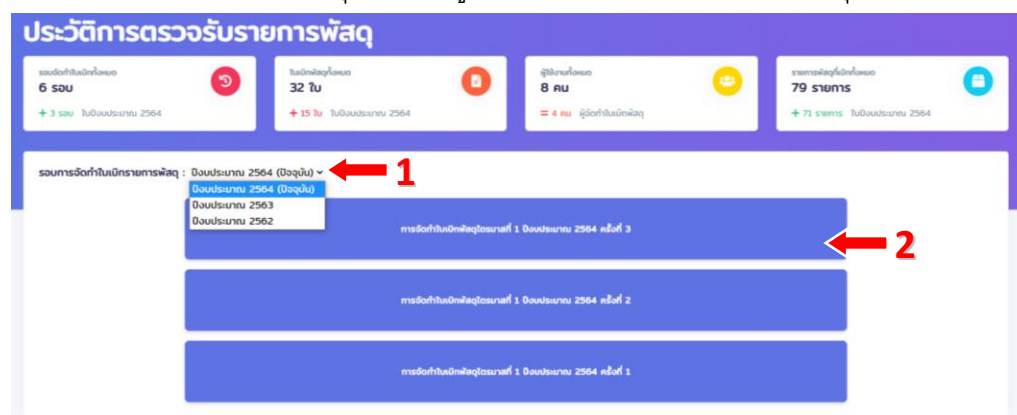 ประวัติการตรวจรับรายการพัสดุ
รอบจัดทำใบเบิกทั้งหมด
6 รอบ
+ 3 รอบ ในปีงบประมาณ 2564
ใบเบิกพัสดุทั้งหมด
32 ใบ
+ 15 ใบ ในปีงบประมาณ 2564
ผู้ใช้งานทั้งหมด
8 คน
= 4 คน ผู้จัดทำใบเบิกพัสดุ
รายการพัสดุที่เบิกทั้งหมด
79 รายการ
+ 71 รายการ ในปีงบประมาณ 2564
รอบการจัดทำใบเบิกรายการพัสดุ : ปีงบประมาณ 2564 (ปัจจุบัน)
1
ปีงบประมาณ 2564 (ปัจจุบัน)
ปีงบประมาณ 2563
ปีงบประมาณ 2562
การจัดทำใบเบิกพัสดุไตรมาสที่ 1 ปีงบประมาณ 2564 ครั้งที่ 3
2
การจัดทำใบเบิกพัสดุไตรมาสที่ 1 ปีงบประมาณ 2564 ครั้งที่ 2
การจัดทำใบเบิกพัสดุไตรมาสที่ 1 ปีงบประมาณ 2564 ครั้งที่ 1